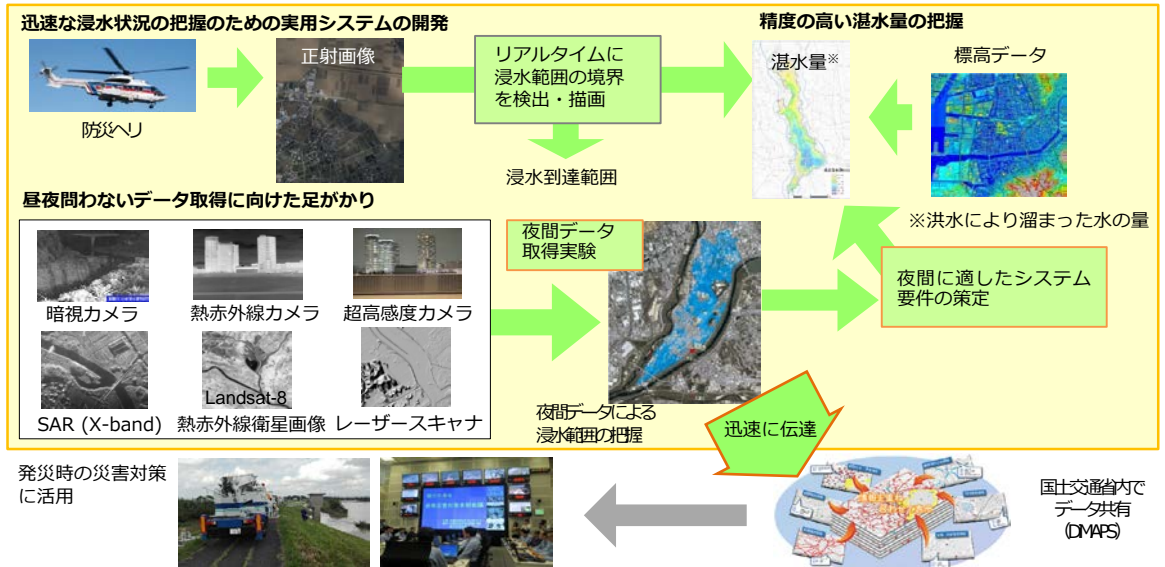 迅速な浸水状況の把握のための実用システムの開発
精度の高い湛水量の把握
防災ヘリ
正射画像
リアルタイムに
浸水範囲の境界
を検出・描画
湛水量※
標高データ
浸水到達範囲
※洪水により溜まった水の量
昼夜問わないデータ取得に向けた足がかり
暗視カメラ
熱赤外線カメラ
超高感度カメラ
SAR (X-band)
Landsat-8
熱赤外線衛星画像
レーザースキャナ
夜間データ
取得実験
夜間データによる
浸水範囲の把握
夜間に適したシステム
要件の策定
迅速に伝達
国土交通省内で
データ共有
(DiMAPS)
発災時の災害対策
に活用